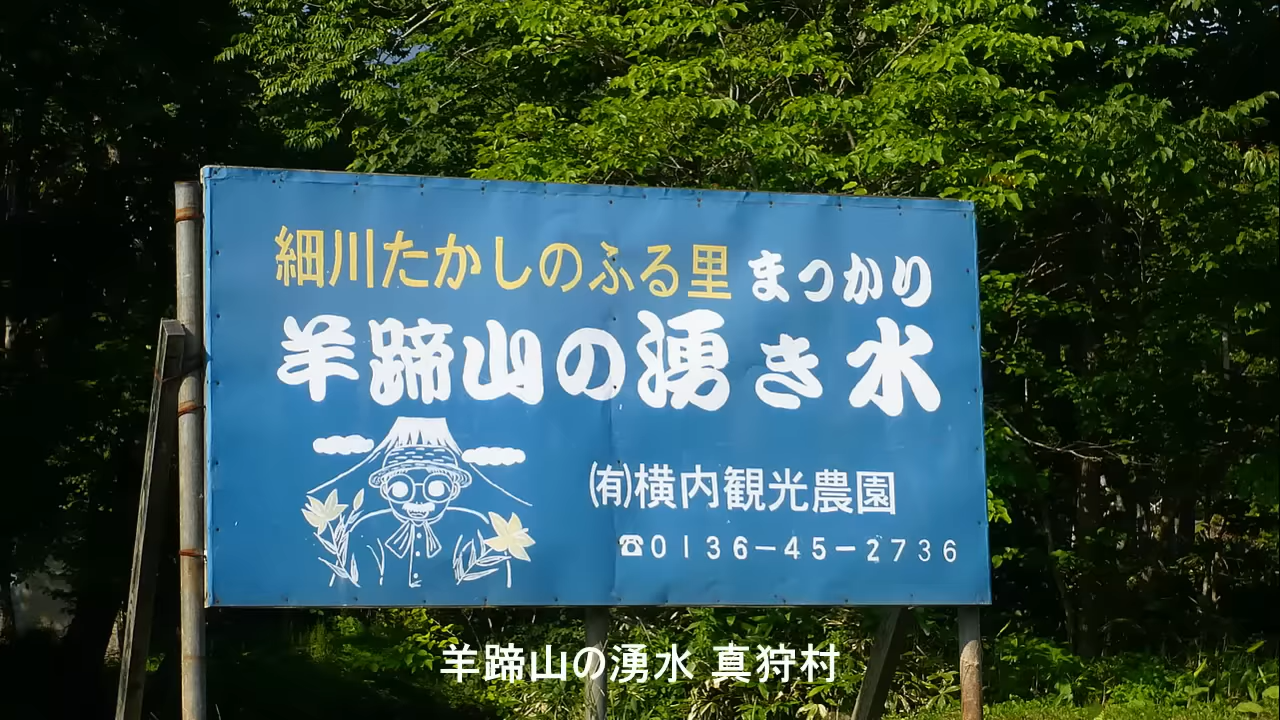 細川たかしのふる里 まっかり
羊蹄山の湧き水
㈲横内観光農園
☎0136-45-2736
羊蹄山の湧水 真狩村